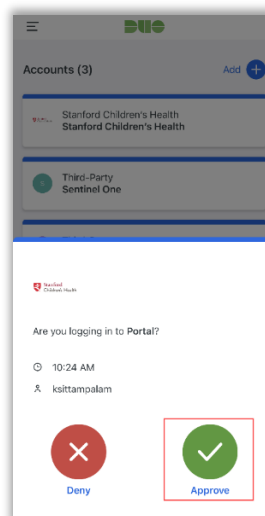 DUO
Accounts (3)
Add
Stanford Children's Health
Stanford Children's Health
Third-Party
Sentinel One
Stanford
Children's Health
Are you logging in to Portal?
10:24 AM
ksittampalam
Deny
Approve